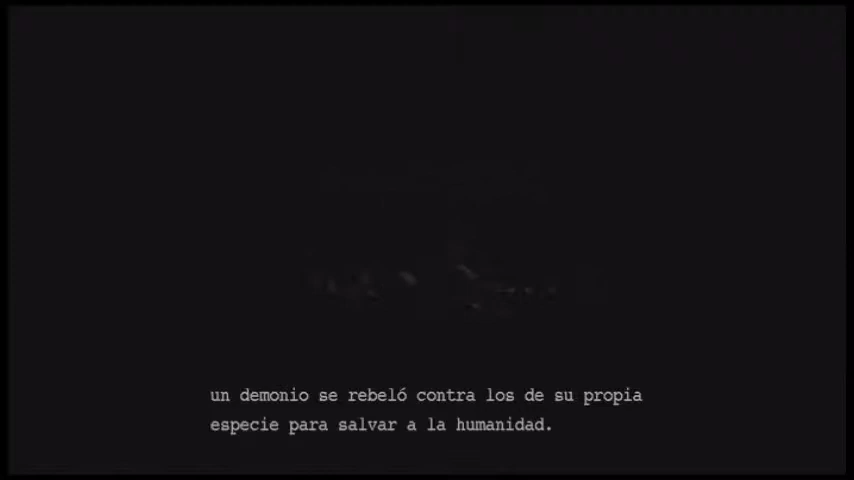 un demonio se rebeló contra los de su propia
especie para salvar a la humanidad.